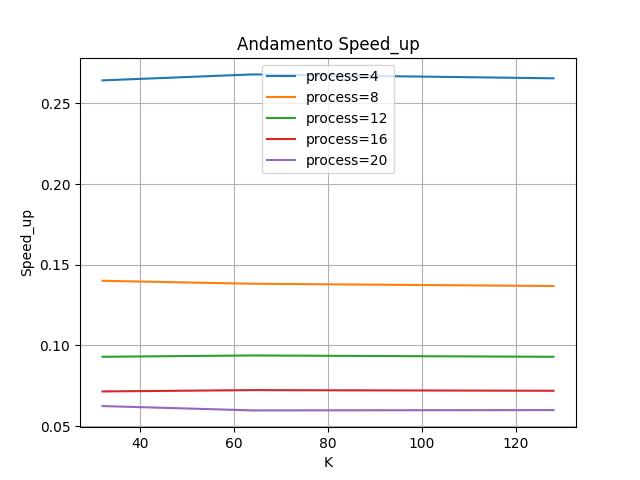 Andamento Speed_up
process=4
process=8
process=12
process=16
process=20
Speed_up
0.25
0.20
0.15
0.10
0.05
40 60 80 100 120
K